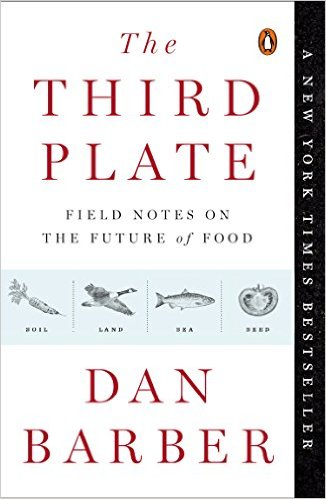 The
THIRD
PLATE
FIELD NOTES ON
THE FUTURE of FOOD
SOIL
LAND
SEA
SEED
DAN
BARBER
A NEW YORK TIMES BESTSELLER